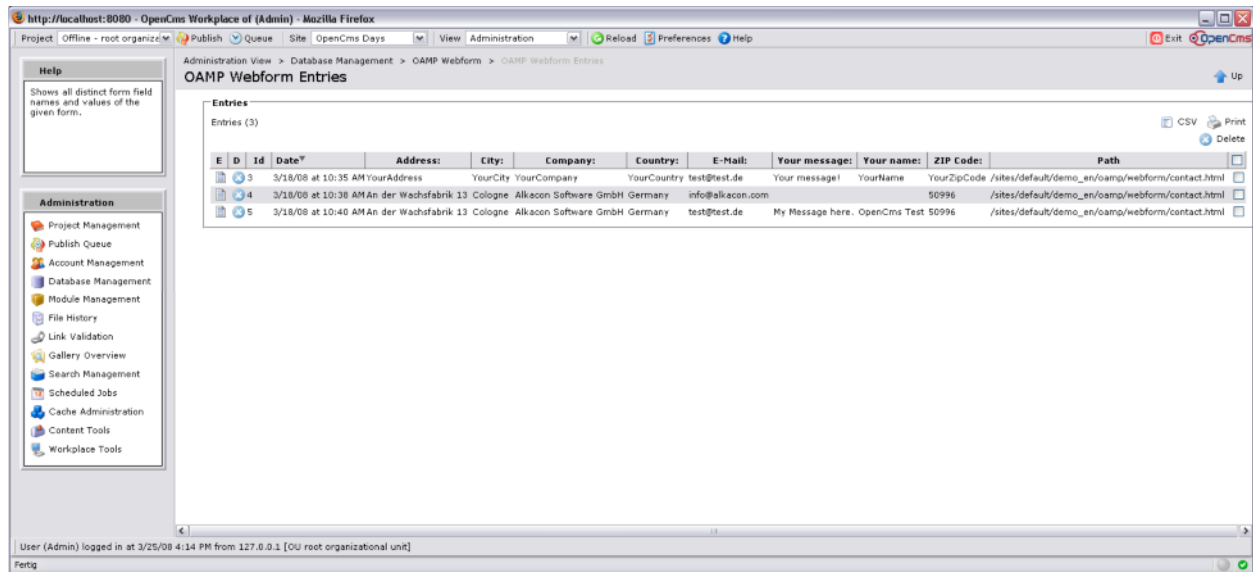 http://localhost:8080 - OpenCms Workplace of (Admin) - Mozilla Firefox
Project Offline - root organiza Publish Queue Site OpenCms Days View Administration Reload Preferences Help Exit OpenCms
Administration View > Database Management > OAMP Webform > OAMP Webform Entries
OAMP Webform Entries
Up
Help
Shows all distinct form field
names and values of the
given form.
Entries
Entries (3)
CSV Print
Delete
E D Id Date Address: City: Company: Country: E-Mail: Your message: Your name: ZIP Code: Path
3 3/18/08 at 10:35 AM YourAddress YourCity YourCompany YourCountry test@test.de Your message! YourName YourZipCode /sites/default/demo_en/oamp/webform/contact.html
4 3/18/08 at 10:38 AM An der Wachsfabrik 13 Cologne Alkacon Software GmbH Germany info@alkacon.com 50996 /sites/default/demo_en/oamp/webform/contact.html
5 3/18/08 at 10:40 AM An der Wachsfabrik 13 Cologne Alkacon Software GmbH Germany test@test.de My Message here. OpenCms Test 50996 /sites/default/demo_en/oamp/webform/contact.html
Administration
Project Management
Publish Queue
Account Management
Database Management
Module Management
File History
Link Validation
Gallery Overview
Search Management
Scheduled Jobs
Cache Administration
Content Tools
Workplace Tools
User (Admin) logged in at 3/25/08 4:14 PM from 127.0.0.1 [OU root organizational unit]
Fertig